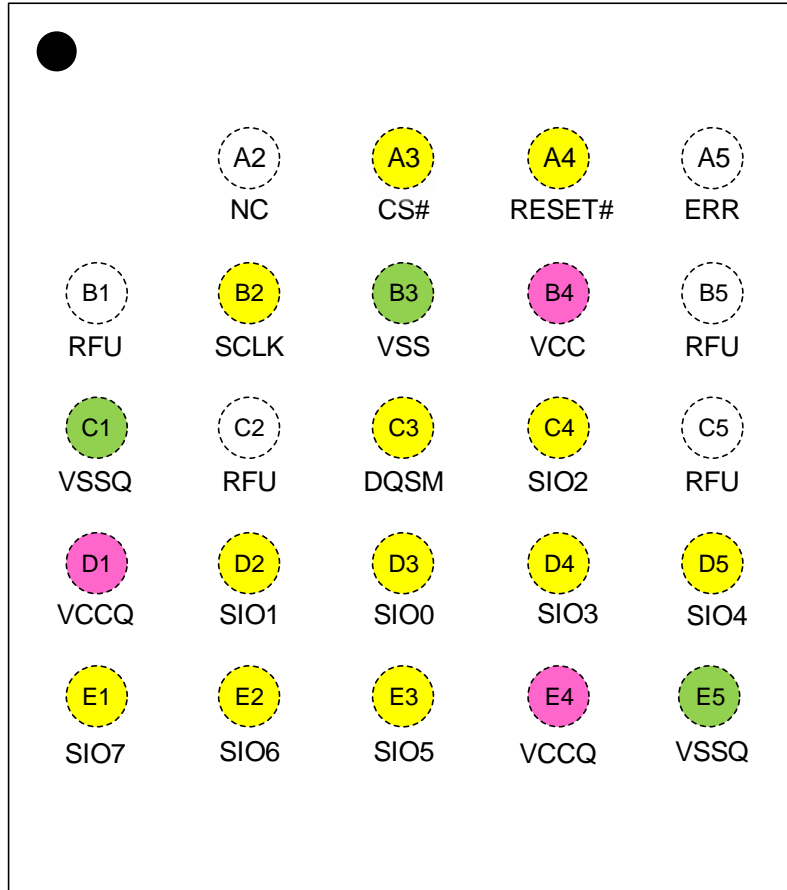 A2 A3 A4 A5
NC CS# RESET# ERR
B1 B2 B3 B4 B5
RFU SCLK VSS VCC RFU
C1 C2 C3 C4 C5
VSSQ RFU DQSM SIO2 RFU
D1 D2 D3 D4 D5
VCCQ SIO1 SIO0 SIO3 SIO4
E1 E2 E3 E4 E5
SIO7 SIO6 SIO5 VCCQ VSSQ